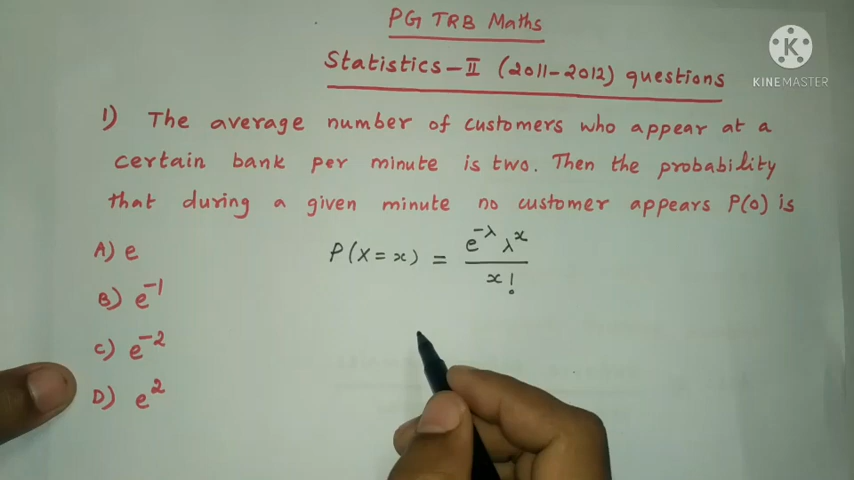 PG TRB Maths
Statistics-II (2011-2012) questions
K
KINEMASTER
1) The average number of customers who appear at a
certain bank per minute is two. Then the probability
that during a given minute no customer appears P(0) is
A) e
B) e^{-1}
C) e^{-2}
D) e^{2}
P(X=x) = \frac{e^{-λ} λ^{x}}{x!}